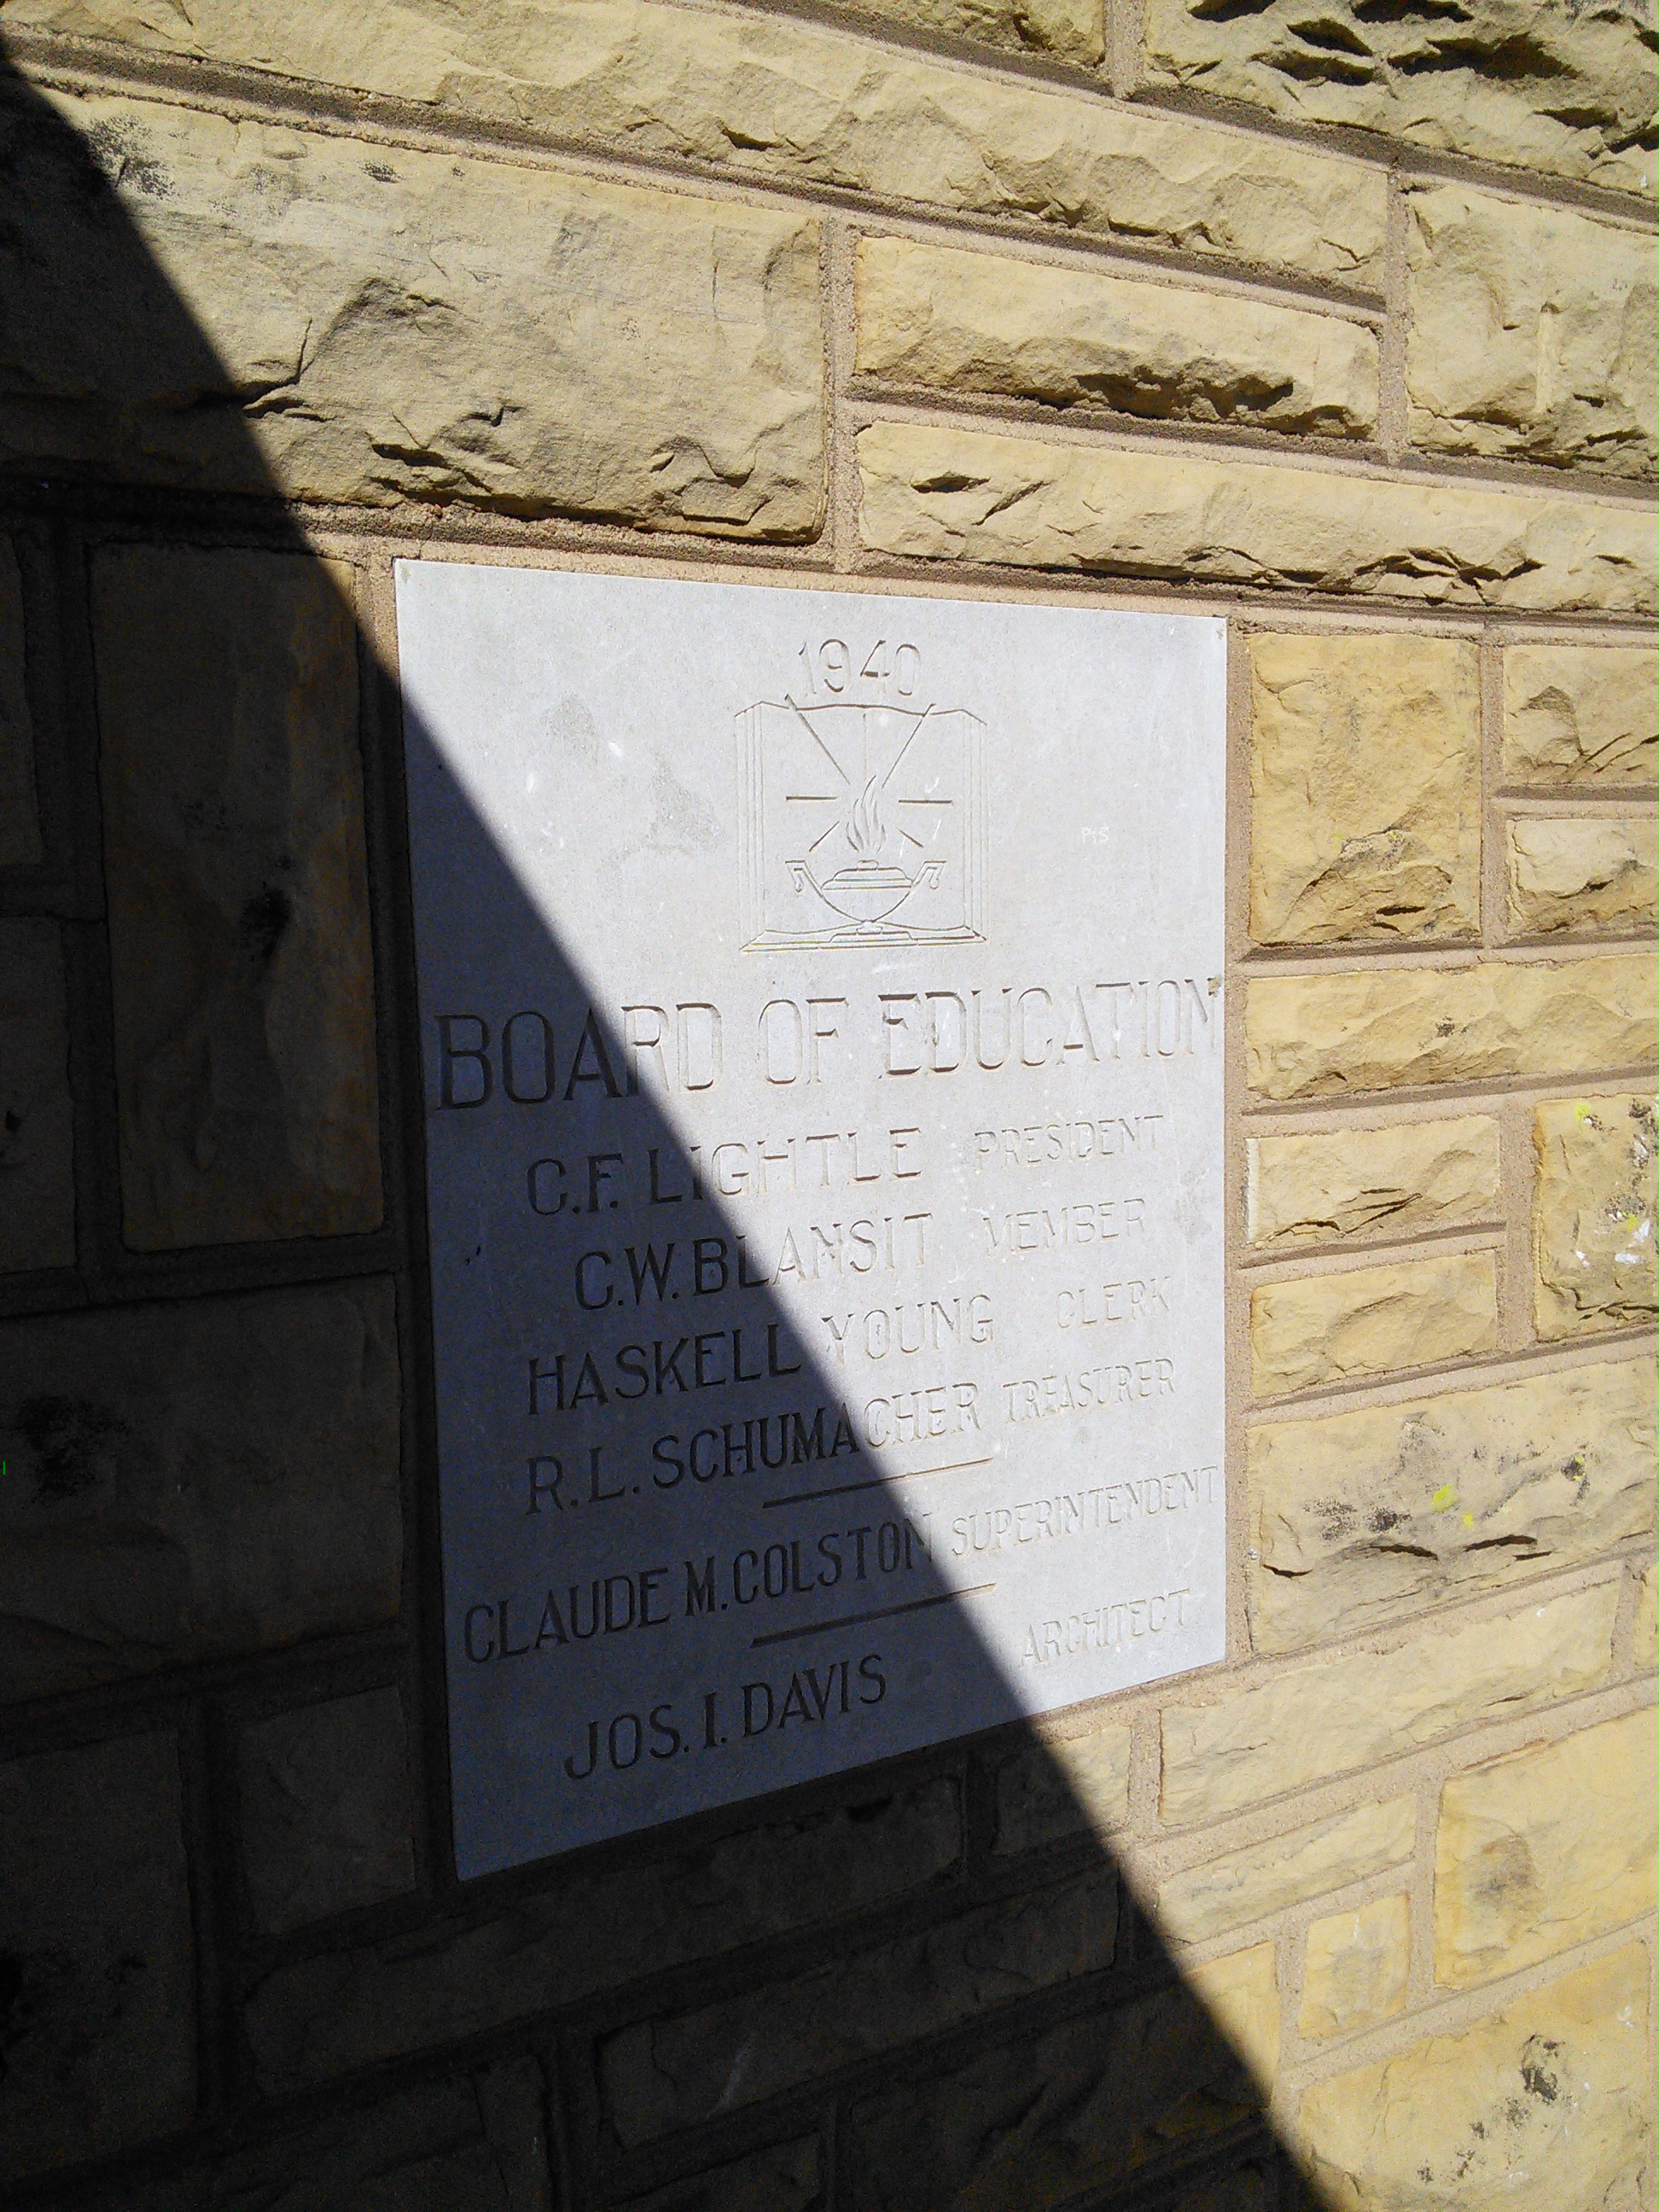 1940
BOARD OF EDUCATION
C.F. LIGHTLE PRESIDENT
C.W. BLANSIT MEMBER
HASKELL YOUNG CLERK
R.L. SCHUMACHER TREASURER
CLAUDE M. COLSTON SUPERINTENDENT
JOS. I. DAVIS ARCHITECT